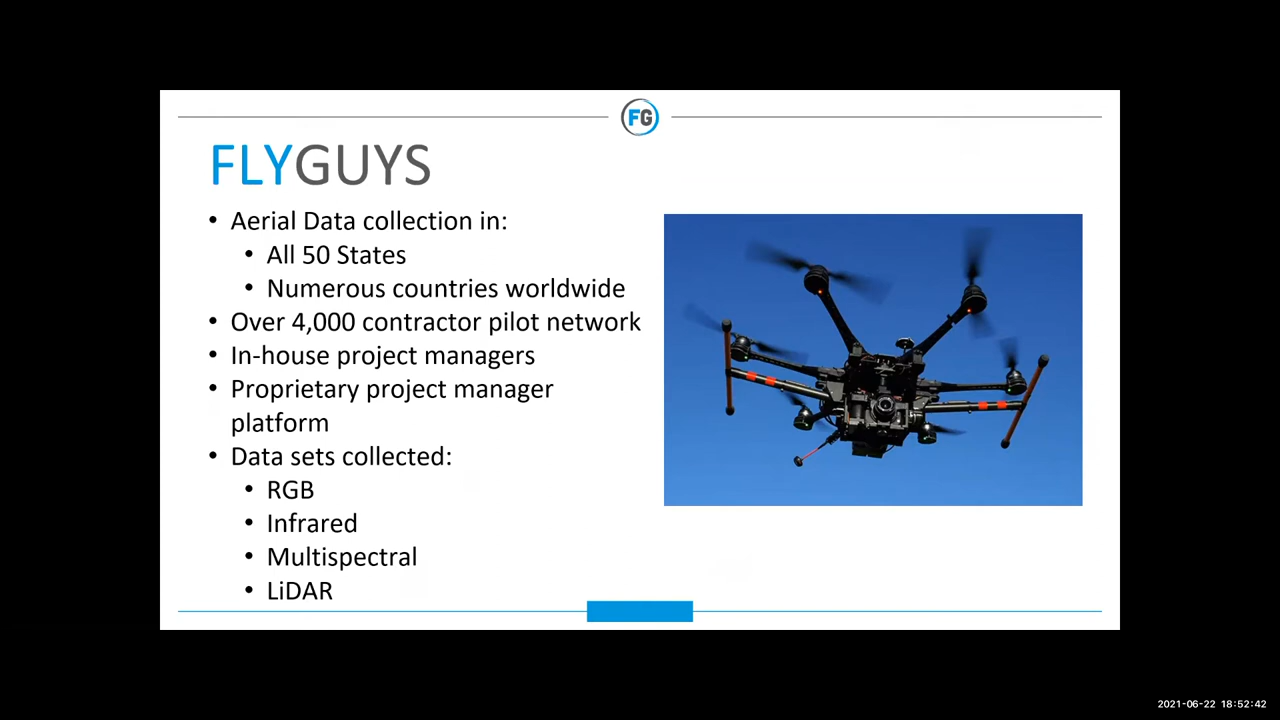 FG
FLYGUYS
• Aerial Data collection in:
• All 50 States
• Numerous countries worldwide
• Over 4,000 contractor pilot network
• In-house project managers
• Proprietary project manager
platform
• Data sets collected:
• RGB
• Infrared
• Multispectral
• LiDAR
2021-06-22 18:52:42